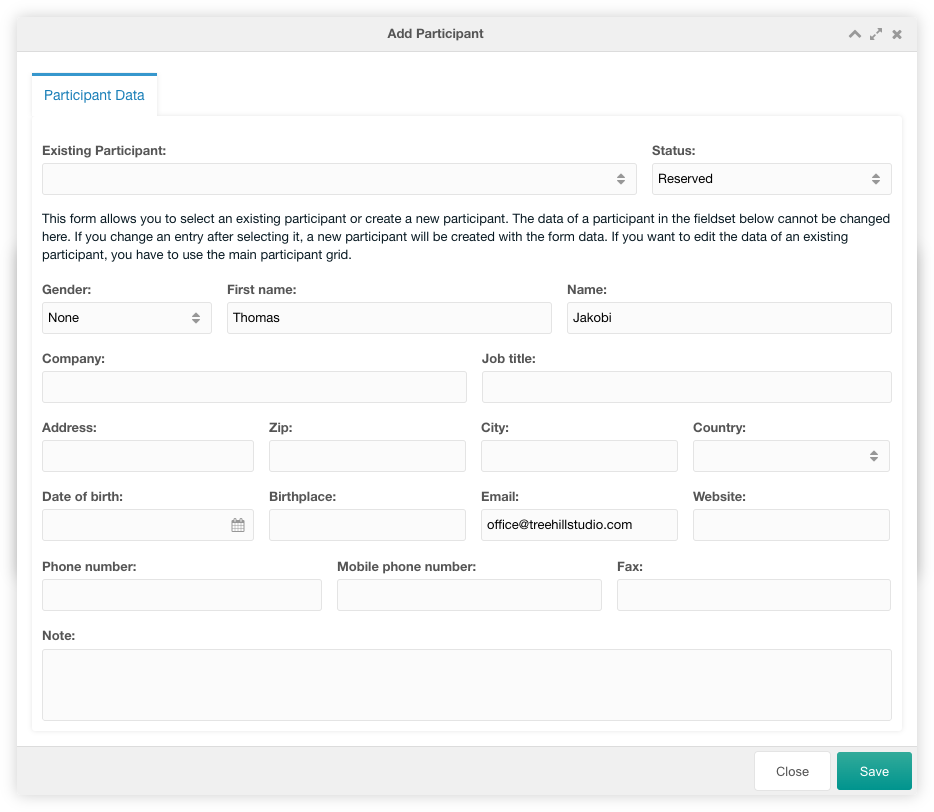 Add Participant
Participant Data
Existing Participant: Status:
Reserved
This form allows you to select an existing participant or create a new participant. The data of a participant in the fieldset below cannot be changed
here. If you change an entry after selecting it, a new participant will be created with the form data. If you want to edit the data of an existing
participant, you have to use the main participant grid.
Gender: First name: Name:
None Thomas Jakobi
Company: Job title:
Address: Zip: City: Country:
Date of birth: Birthplace: Email: Website:
office@treehillstudio.com
Phone number: Mobile phone number: Fax:
Note:
Close Save